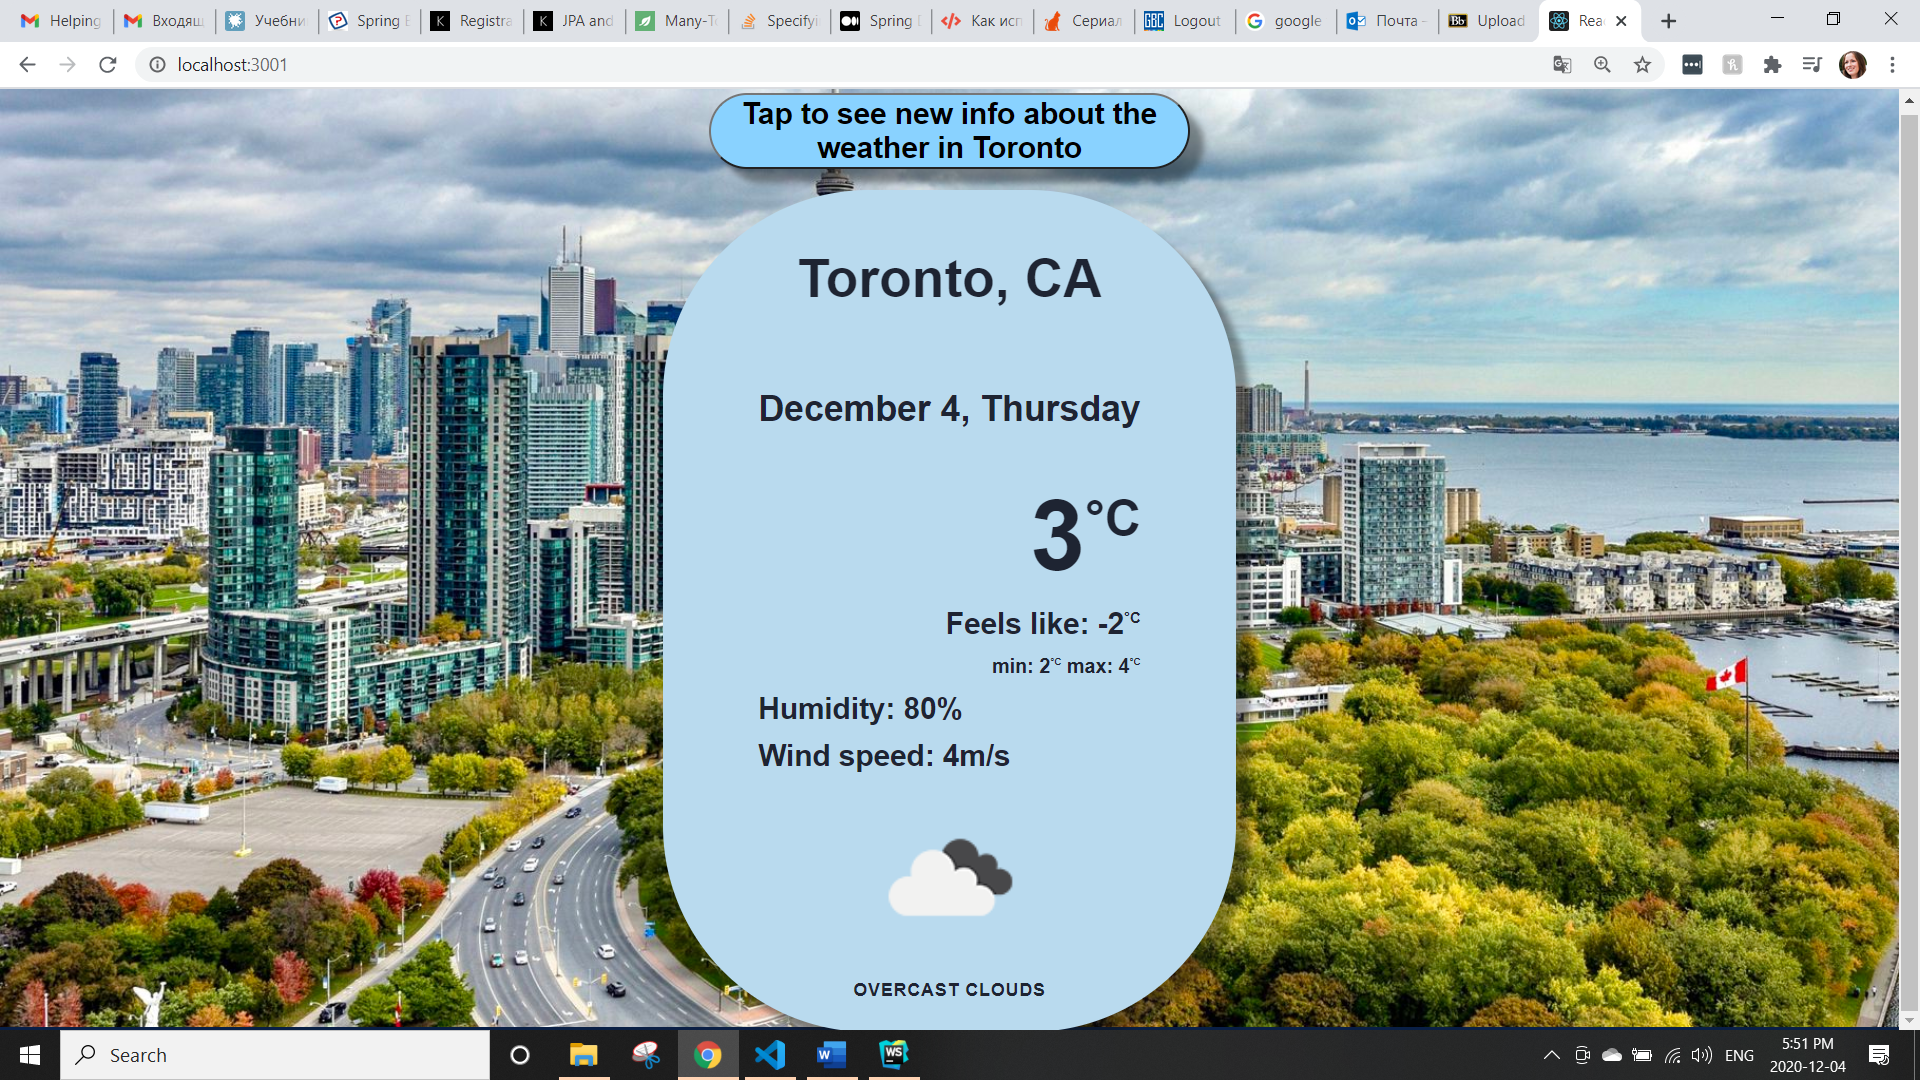 Helping
Входящ
Учебни
Spring
Registra
JPA and
Many-T
Specifyi
Spring
Как исп
Сериал
Logout
google
Почта
Upload
Rea
localhost:3001
Tap to see new info about the
weather in Toronto
Toronto, CA
December 4, Thursday
3°C
Feels like: -2°C
min: 2°C max: 4°C
Humidity: 80%
Wind speed: 4m/s
OVERCAST CLOUDS
Search
ENG
5:51 PM
2020-12-04